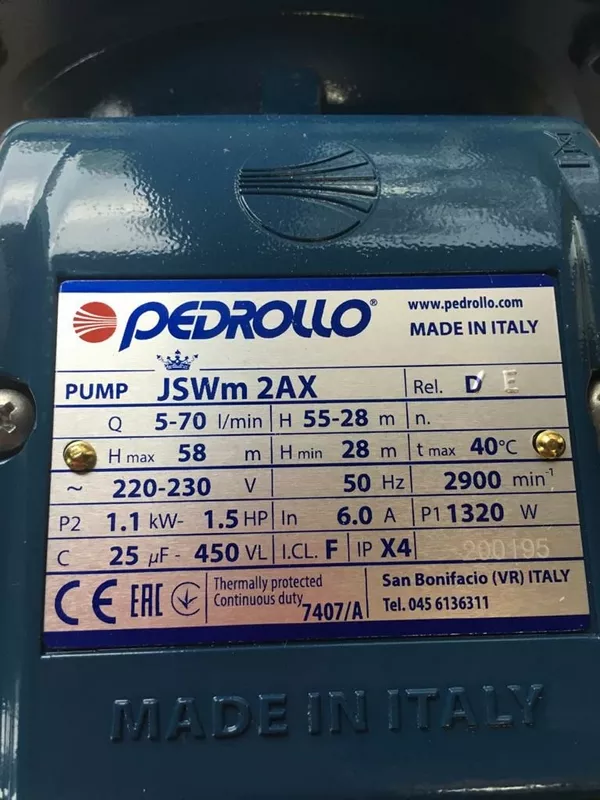 PEDROLLO®
www.pedrollo.com
MADE IN ITALY
PUMP JSWm 2AX Rel. D E
Q 5-70 l/min H 55-28 m n.
H max 58 m H min 28 m t max 40°C
~ 220-230 V 50 Hz 2900 min⁻¹
P2 1.1 kW- 1.5 HP In 6.0 A P1 1320 W
C 25 µF - 450 VL I.CL. F IP X4 200195
CE EAC Thermally protected
Continuous duty 7407/A
San Bonifacio (VR) ITALY
Tel. 045 6136311
MADE IN ITALY